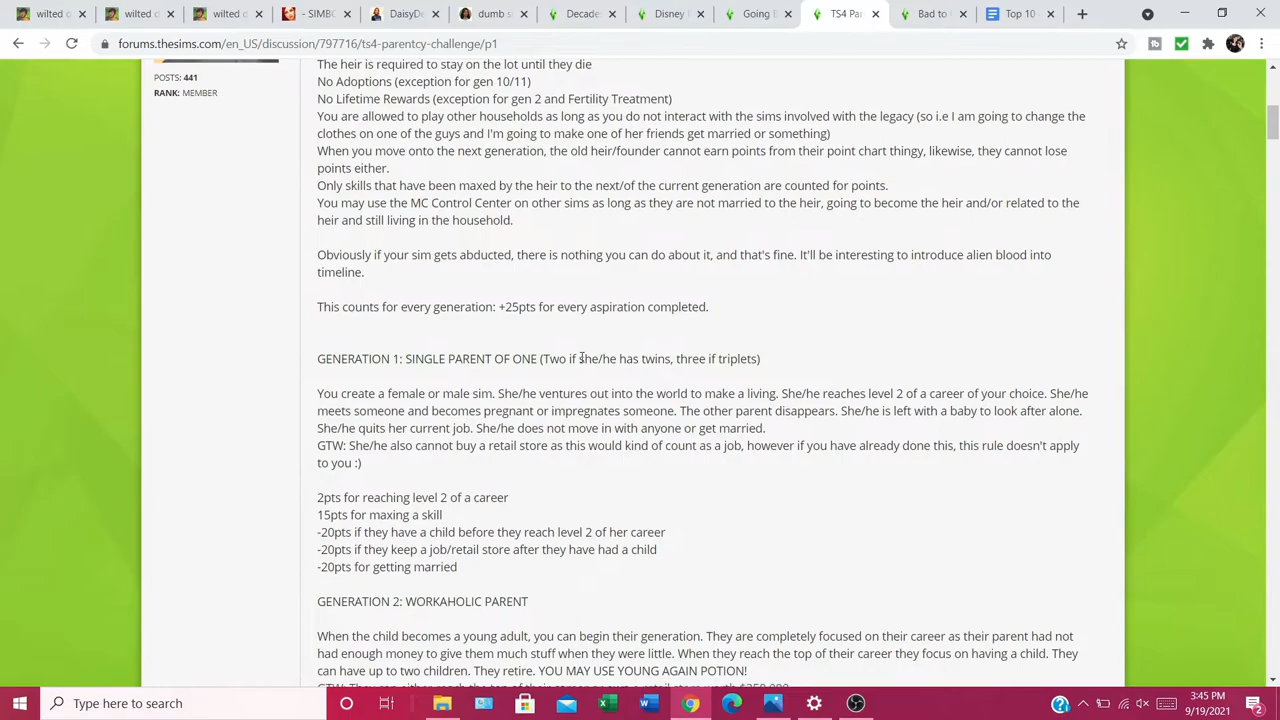 wilted d
wilted d
wilted d
- SIMBO
DaisyDe
dumb s
Decades
Disney P
Going B
TS4 Par
Bad to R
Top 10 -
forums.thesims.com/en_US/discussion/797716/ts4-parentcy-challenge/p1
POSTS: 441
RANK: MEMBER
The heir is required to stay on the lot until they die
No Adoptions (exception for gen 10/11)
No Lifetime Rewards (exception for gen 2 and Fertility Treatment)
You are allowed to play other households as long as you do not interact with the sims involved with the legacy (so i.e I am going to change the
clothes on one of the guys and I'm going to make one of her friends get married or something)
When you move onto the next generation, the old heir/founder cannot earn points from their point chart thingy, likewise, they cannot lose
points either.
Only skills that have been maxed by the heir to the next/of the current generation are counted for points.
You may use the MC Control Center on other sims as long as they are not married to the heir, going to become the heir and/or related to the
heir and still living in the household.
Obviously if your sim gets abducted, there is nothing you can do about it, and that's fine. It'll be interesting to introduce alien blood into
timeline.
This counts for every generation: +25pts for every aspiration completed.
GENERATION 1: SINGLE PARENT OF ONE (Two if she/he has twins, three if triplets)
You create a female or male sim. She/he ventures out into the world to make a living. She/he reaches level 2 of a career of your choice. She/he
meets someone and becomes pregnant or impregnates someone. The other parent disappears. She/he is left with a baby to look after alone.
She/he quits her current job. She/he does not move in with anyone or get married.
GTW: She/he also cannot buy a retail store as this would kind of count as a job, however if you have already done this, this rule doesn't apply
to you :)
2pts for reaching level 2 of a career
15pts for maxing a skill
-20pts if they have a child before they reach level 2 of her career
-20pts if they keep a job/retail store after they have had a child
-20pts for getting married
GENERATION 2: WORKAHOLIC PARENT
When the child becomes a young adult, you can begin their generation. They are completely focused on their career as their parent had not
had enough money to give them much stuff when they were little. When they reach the top of their career they focus on having a child. They
can have up to two children. They retire. YOU MAY USE YOUNG AGAIN POTION!
Type here to search
3:45 PM
9/19/2021
2